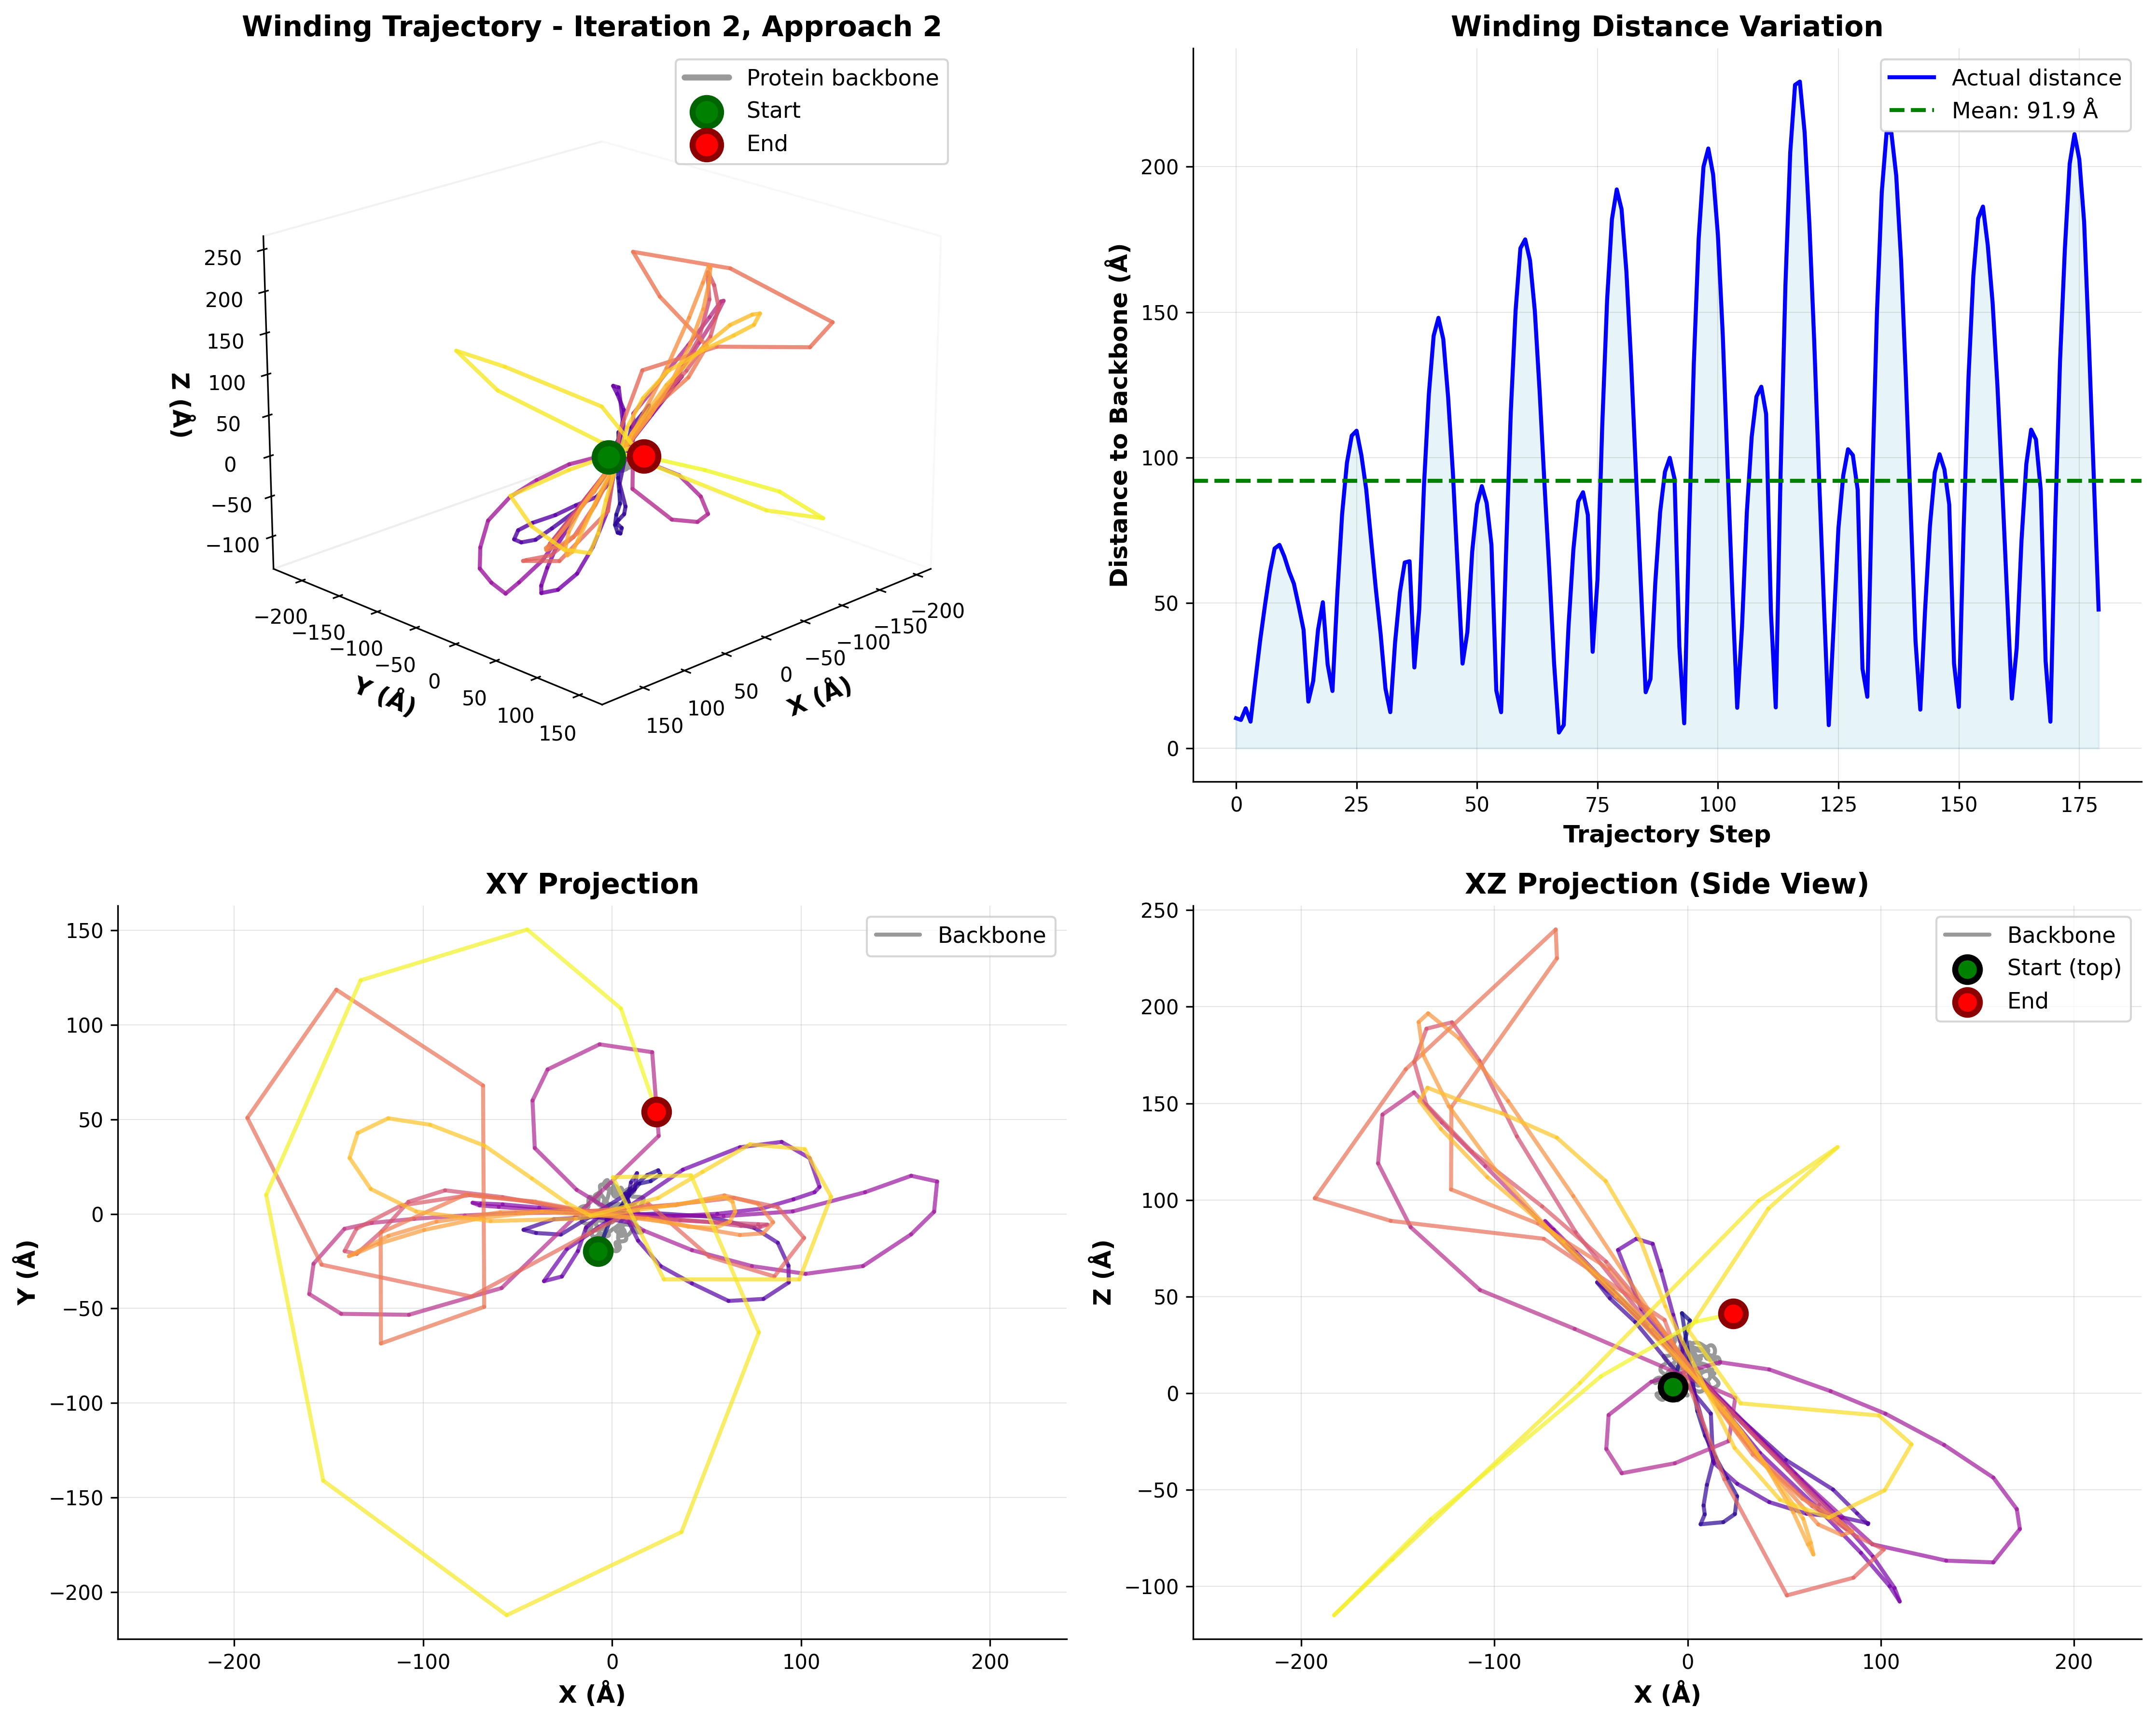 Winding Trajectory - Iteration 2, Approach 2
Protein backbone
Start
End
250
200
150
100
50
0
−50
−100
Z (Å)
−200
−150
−100
−50
0
50
100
150
Y (Å)
150
100
50
0
−50
−100
−150
−200
X (Å)
Winding Distance Variation
Actual distance
Mean: 91.9 Å
200
150
100
50
0
Distance to Backbone (Å)
0 25 50 75 100 125 150 175
Trajectory Step
XY Projection
Backbone
150
100
50
0
−50
−100
−150
−200
Y (Å)
−200 −100 0 100 200
X (Å)
XZ Projection (Side View)
Backbone
Start (top)
End
250
200
150
100
50
0
−50
−100
Z (Å)
−200 −100 0 100 200
X (Å)